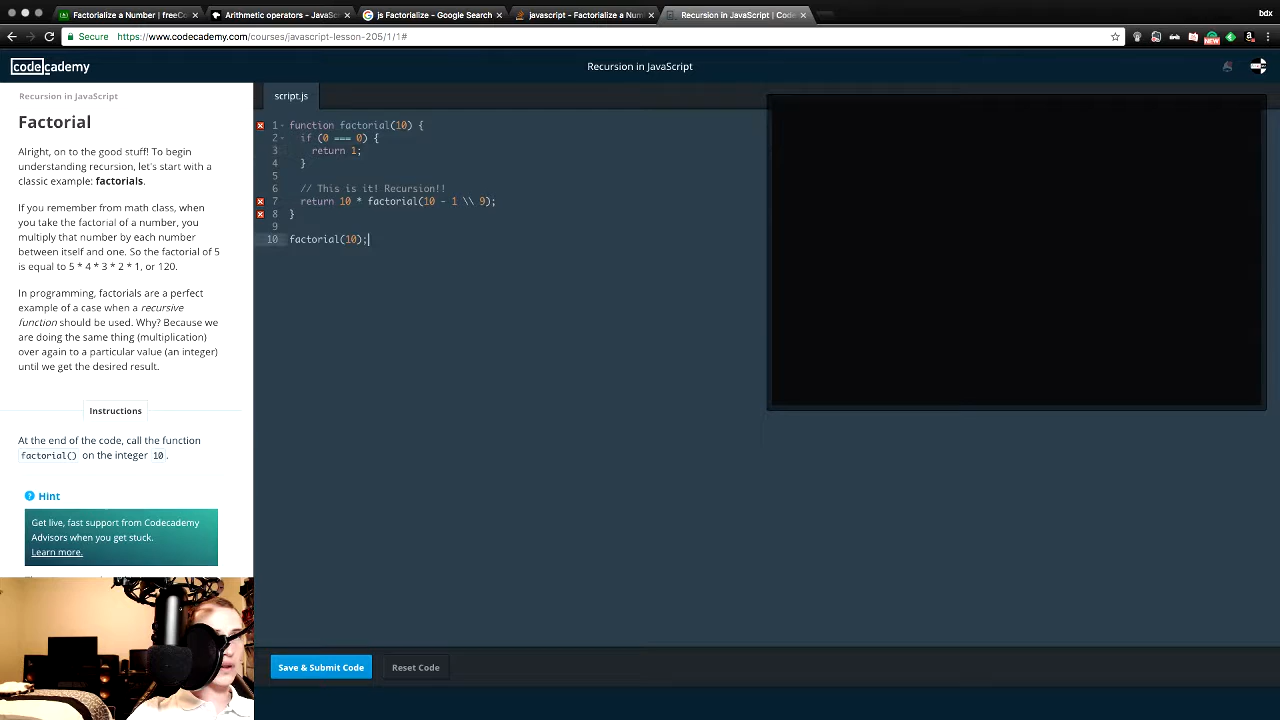 Factorialize a Number | freeC
Arithmetic operators - JavaS
js Factorialize - Google Search
javascript - Factorialize a Num
Recursion in JavaScript | Code
bdx
Secure
https://www.codecademy.com/courses/javascript-lesson-205/1/1#
NEW
codecademy
Recursion in JavaScript
Recursion in JavaScript
Factorial
Alright, on to the good stuff! To begin
understanding recursion, let's start with a
classic example: factorials.
If you remember from math class, when
you take the factorial of a number, you
multiply that number by each number
between itself and one. So the factorial of 5
is equal to 5 * 4 * 3 * 2 * 1, or 120.
In programming, factorials are a perfect
example of a case when a recursive
function should be used. Why? Because we
are doing the same thing (multiplication)
over again to a particular value (an integer)
until we get the desired result.
Instructions
At the end of the code, call the function
factorial() on the integer 10 .
? Hint
Get live, fast support from Codecademy
Advisors when you get stuck.
Learn more.
script.js
1 function factorial(10) {
2 if (0 === 0) {
3 return 1;
4 }
5
6 // This is it! Recursion!!
7 return 10 * factorial(10 - 1 \\ 9);
8 }
9
10 factorial(10);
Save & Submit Code
Reset Code